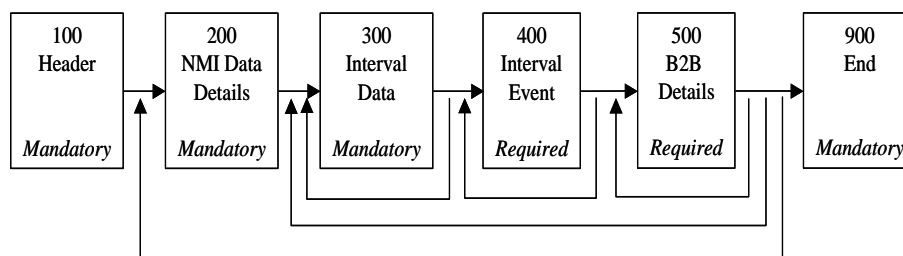 100
Header
Mandatory
200
NMI Data
Details
Mandatory
300
Interval
Data
Mandatory
400
Interval
Event
Required
500
B2B
Details
Required
900
End
Mandatory